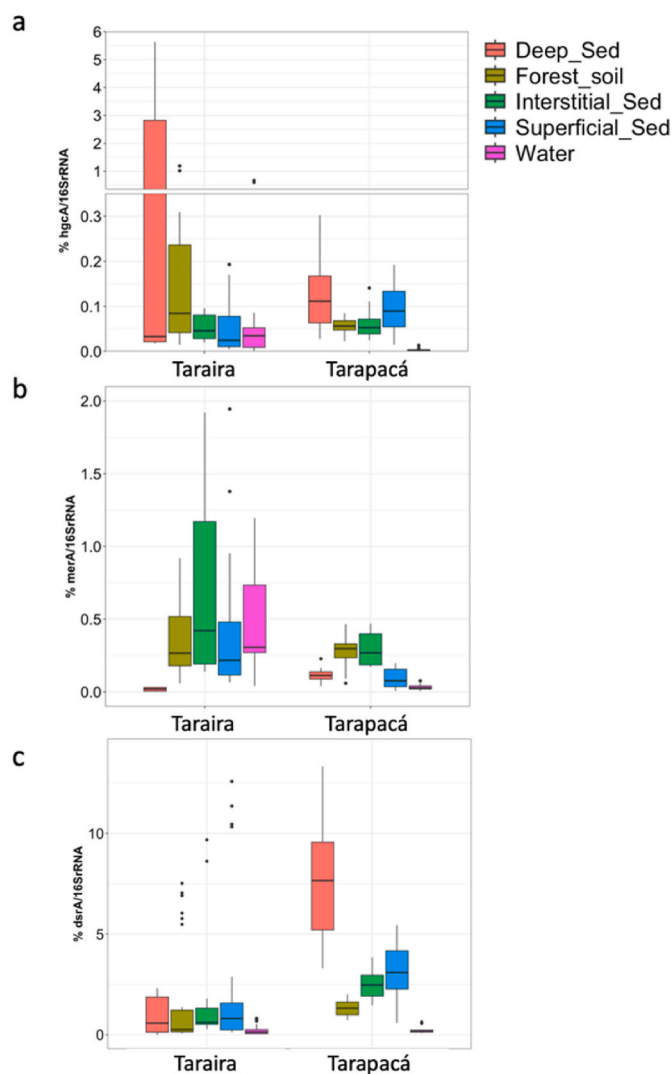 a
% hgcA/16SrRNA
6
5
4
3
2
1
0.3
0.2
0.1
0.0
Taraira Tarapacá
Deep_Sed
Forest_soil
Interstitial_Sed
Superficial_Sed
Water
b
% merA/16SrRNA
2.0
1.5
1.0
0.5
0.0
Taraira Tarapacá
c
% dsrA/16SrRNA
10
5
0
Taraira Tarapacá